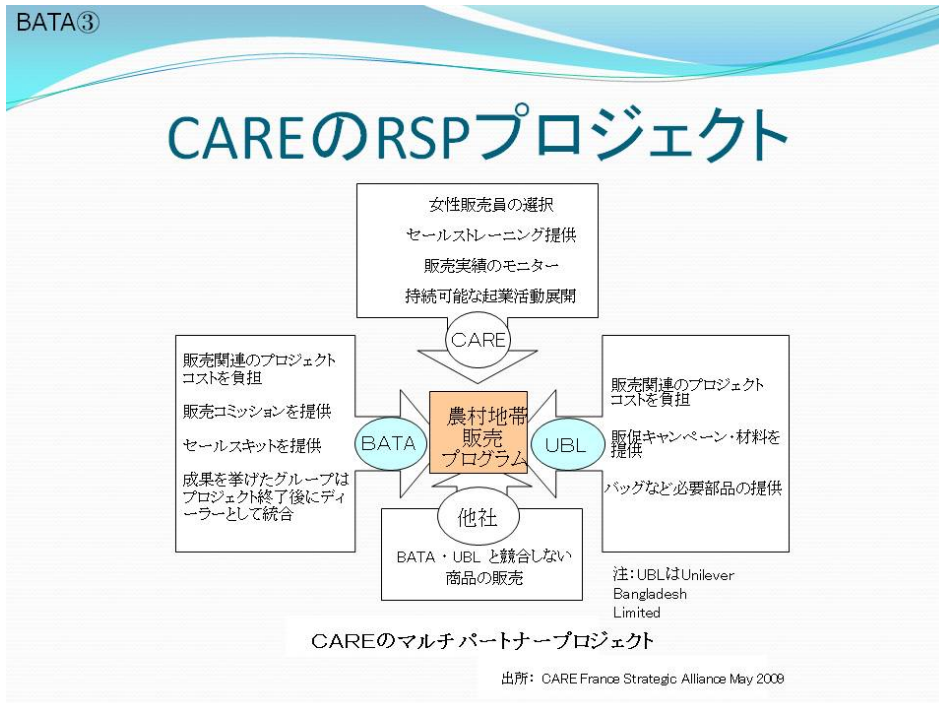 BATA③
CAREのRSPプロジェクト
女性販売員の選択
セールストレーニング提供
販売実績のモニター
持続可能な起業活動展開
CARE
販売関連のプロジェクト
コストを負担
販売コミッションを提供
セールスキットを提供
成果を挙げたグループは
プロジェクト終了後にディ
ーラーとして統合
BATA
農村地帯
販売
プログラム
UBL
販売関連のプロジェクト
コストを負担
販促キャンペーン・材料を
提供
バッグなど必要部品の提供
他社
BATA・UBL と競合しない
商品の販売
注:UBLはUnilever
Bangladesh
Limited
CAREのマルチパートナープロジェクト
出所: CARE France Strategic Alliance May 2009